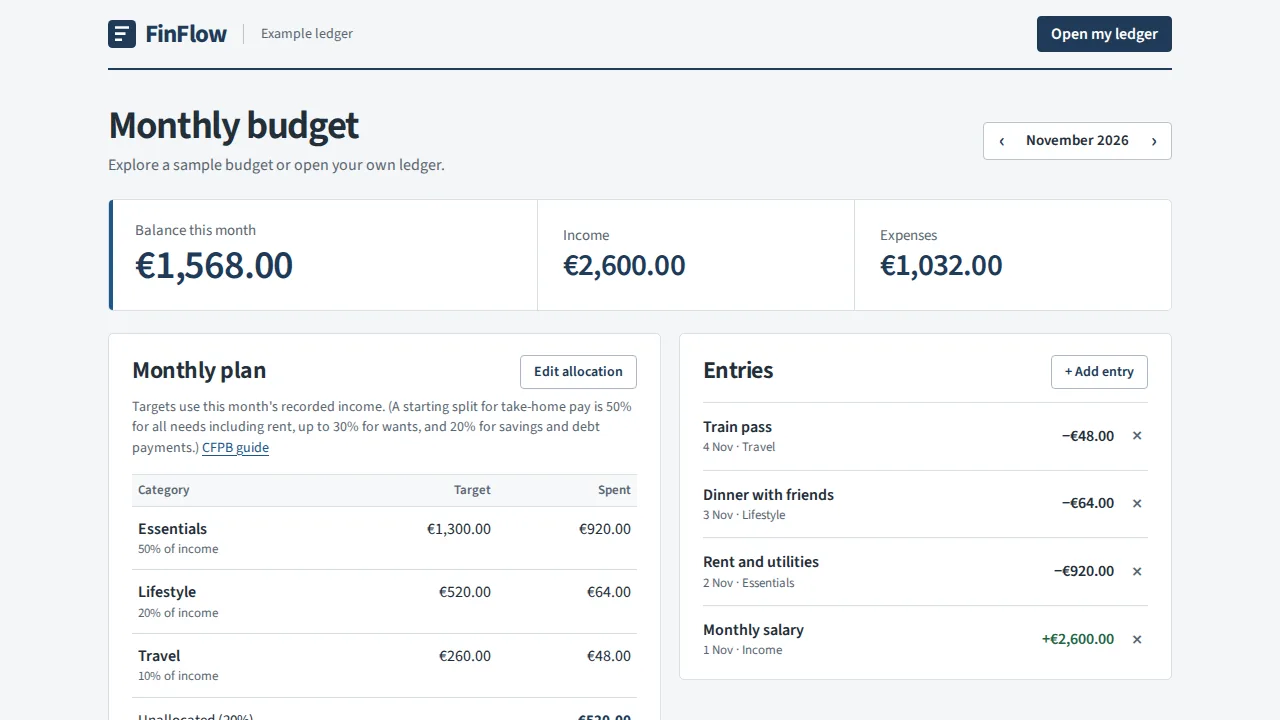 FinFlow
Example ledger
Open my ledger
Monthly budget
Explore a sample budget or open your own ledger.
‹ November 2026 ›
Balance this month
€1,568.00
Income
€2,600.00
Expenses
€1,032.00
Monthly plan
Edit allocation
Targets use this month's recorded income. (A starting split for take-home pay is 50%
for all needs including rent, up to 30% for wants, and 20% for savings and debt
payments.) CFPB guide
Category Target Spent
Essentials €1,300.00 €920.00
50% of income
Lifestyle €520.00 €64.00
20% of income
Travel €260.00 €48.00
10% of income
Unallocated (20%) €520.00
Entries
+ Add entry
Train pass
4 Nov · Travel
−€48.00 ×
Dinner with friends
3 Nov · Lifestyle
−€64.00 ×
Rent and utilities
2 Nov · Essentials
−€920.00 ×
Monthly salary
1 Nov · Income
+€2,600.00 ×